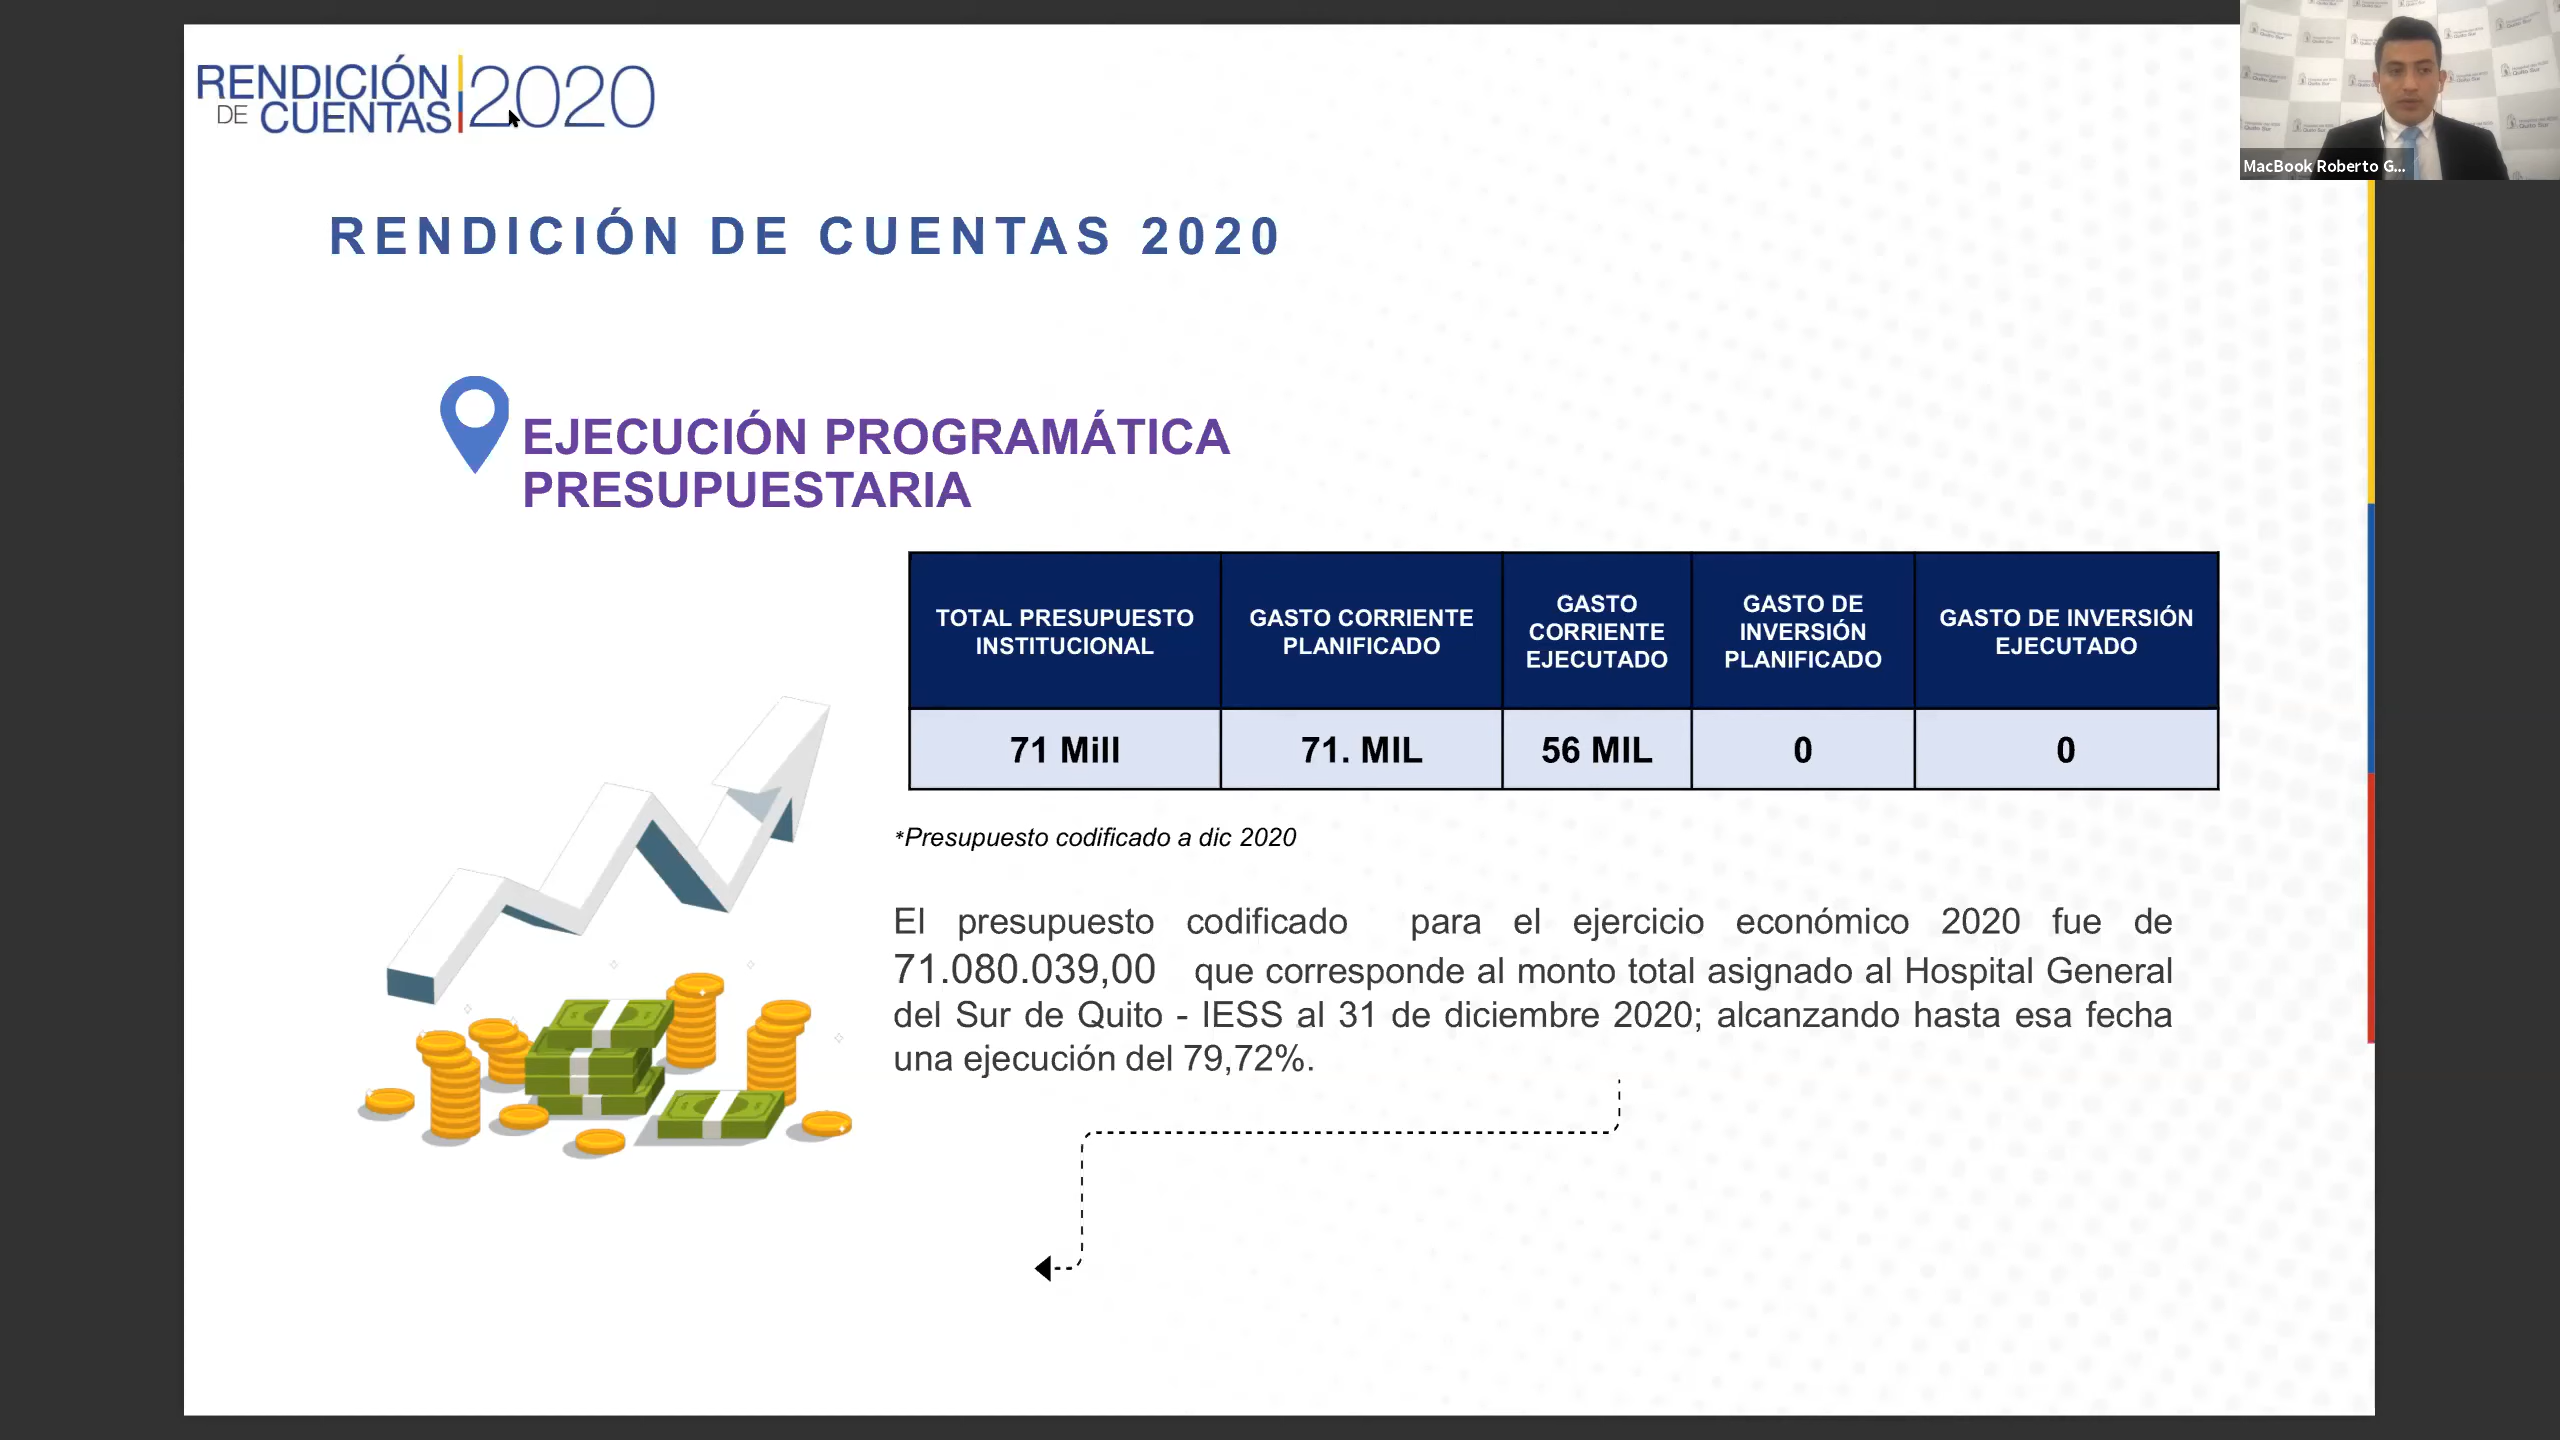 RENDICIÓN
DE CUENTAS
2020
MacBook Roberto G...
RENDICIÓN DE CUENTAS 2020
EJECUCIÓN PROGRAMÁTICA
PRESUPUESTARIA
TOTAL PRESUPUESTO
INSTITUCIONAL
GASTO CORRIENTE
PLANIFICADO
GASTO
CORRIENTE
EJECUTADO
GASTO DE
INVERSIÓN
PLANIFICADO
GASTO DE INVERSIÓN
EJECUTADO
71 Mill
71. MIL
56 MIL
0
0
*Presupuesto codificado a dic 2020
El presupuesto codificado para el ejercicio económico 2020 fue de
71.080.039,00 que corresponde al monto total asignado al Hospital General
del Sur de Quito - IESS al 31 de diciembre 2020; alcanzando hasta esa fecha
una ejecución del 79,72%.